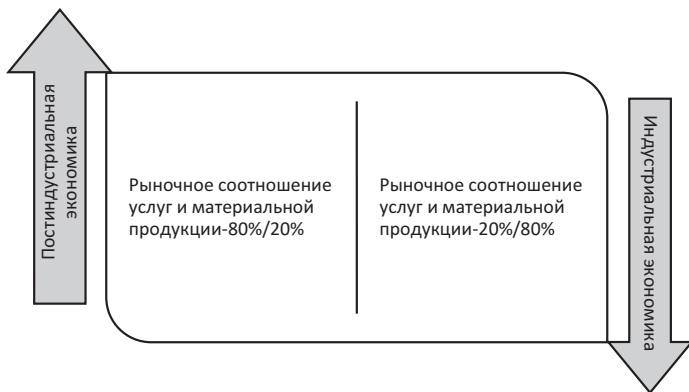 Постиндустриальная
экономика
Рыночное соотношение
услуг и материальной
продукции-80%/20%
Рыночное соотношение
услуг и материальной
продукции-20%/80%
Индустриальная экономика